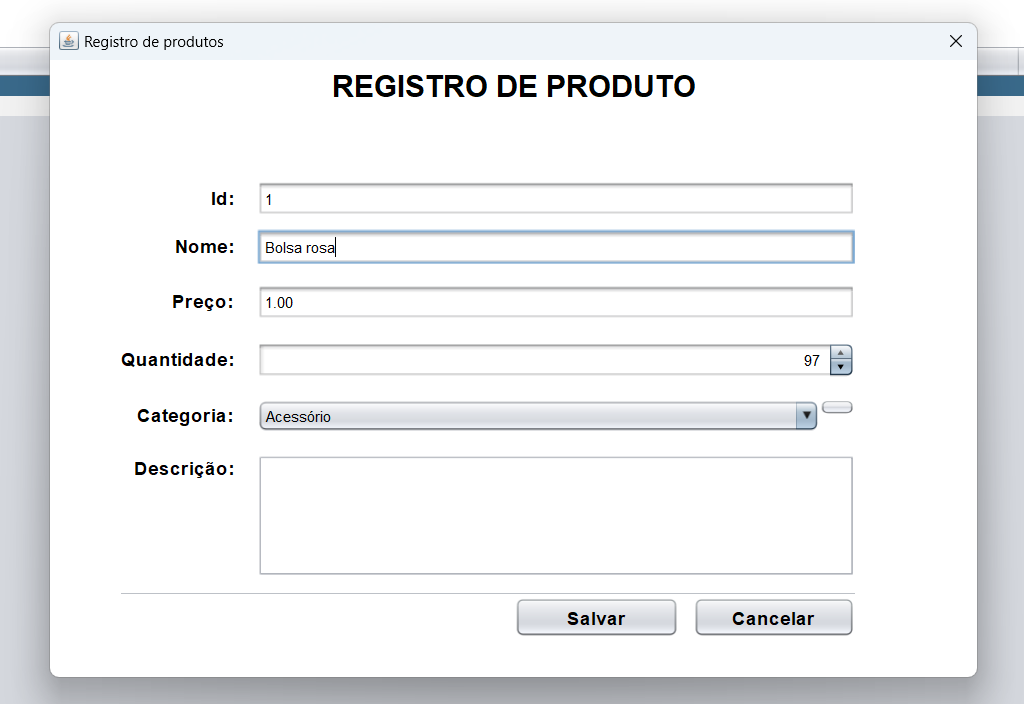 Registro de produtos
REGISTRO DE PRODUTO
Id: 1
Nome: Bolsa rosa
Preço: 1.00
Quantidade: 97
Categoria: Acessório
Descrição:
Salvar Cancelar